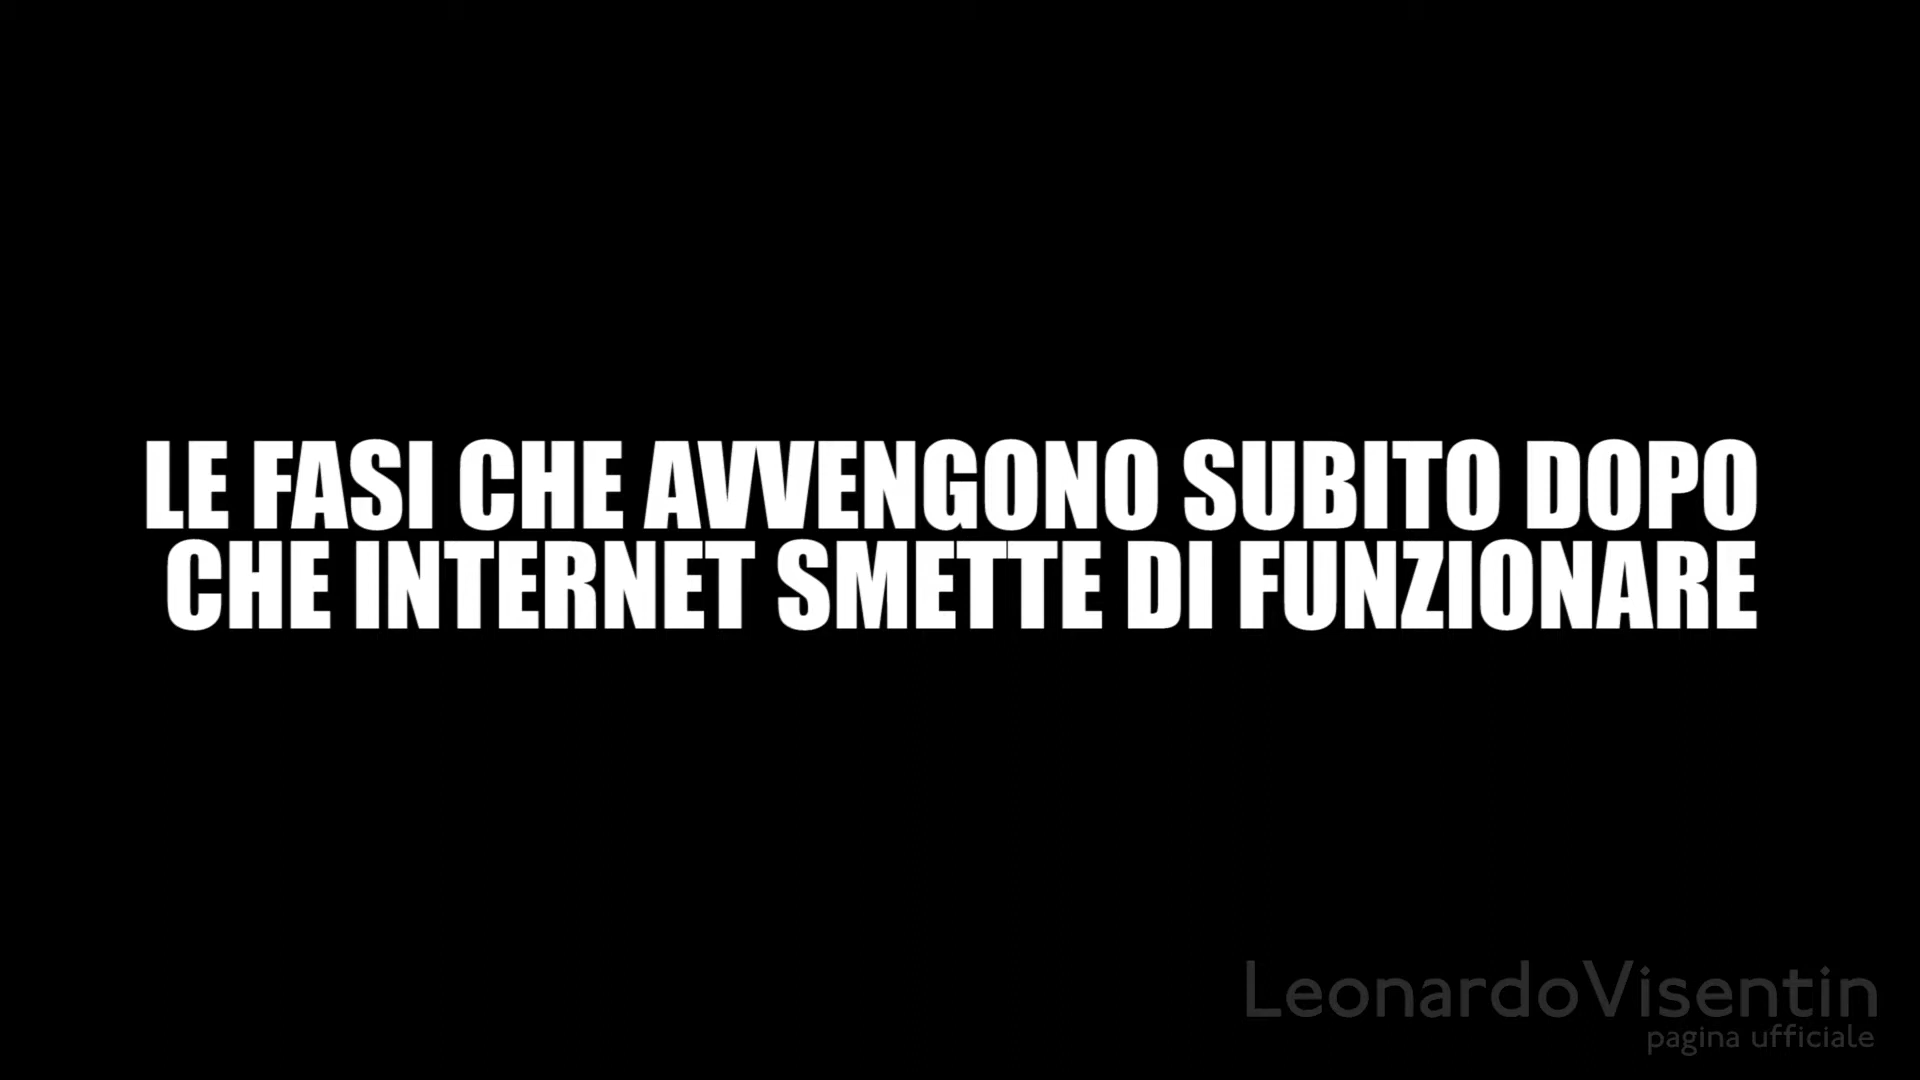 LE FASI CHE AVVENGONO SUBITO DOPO
CHE INTERNET SMETTE DI FUNZIONARE
LeonardoVisentin
pagina ufficiale